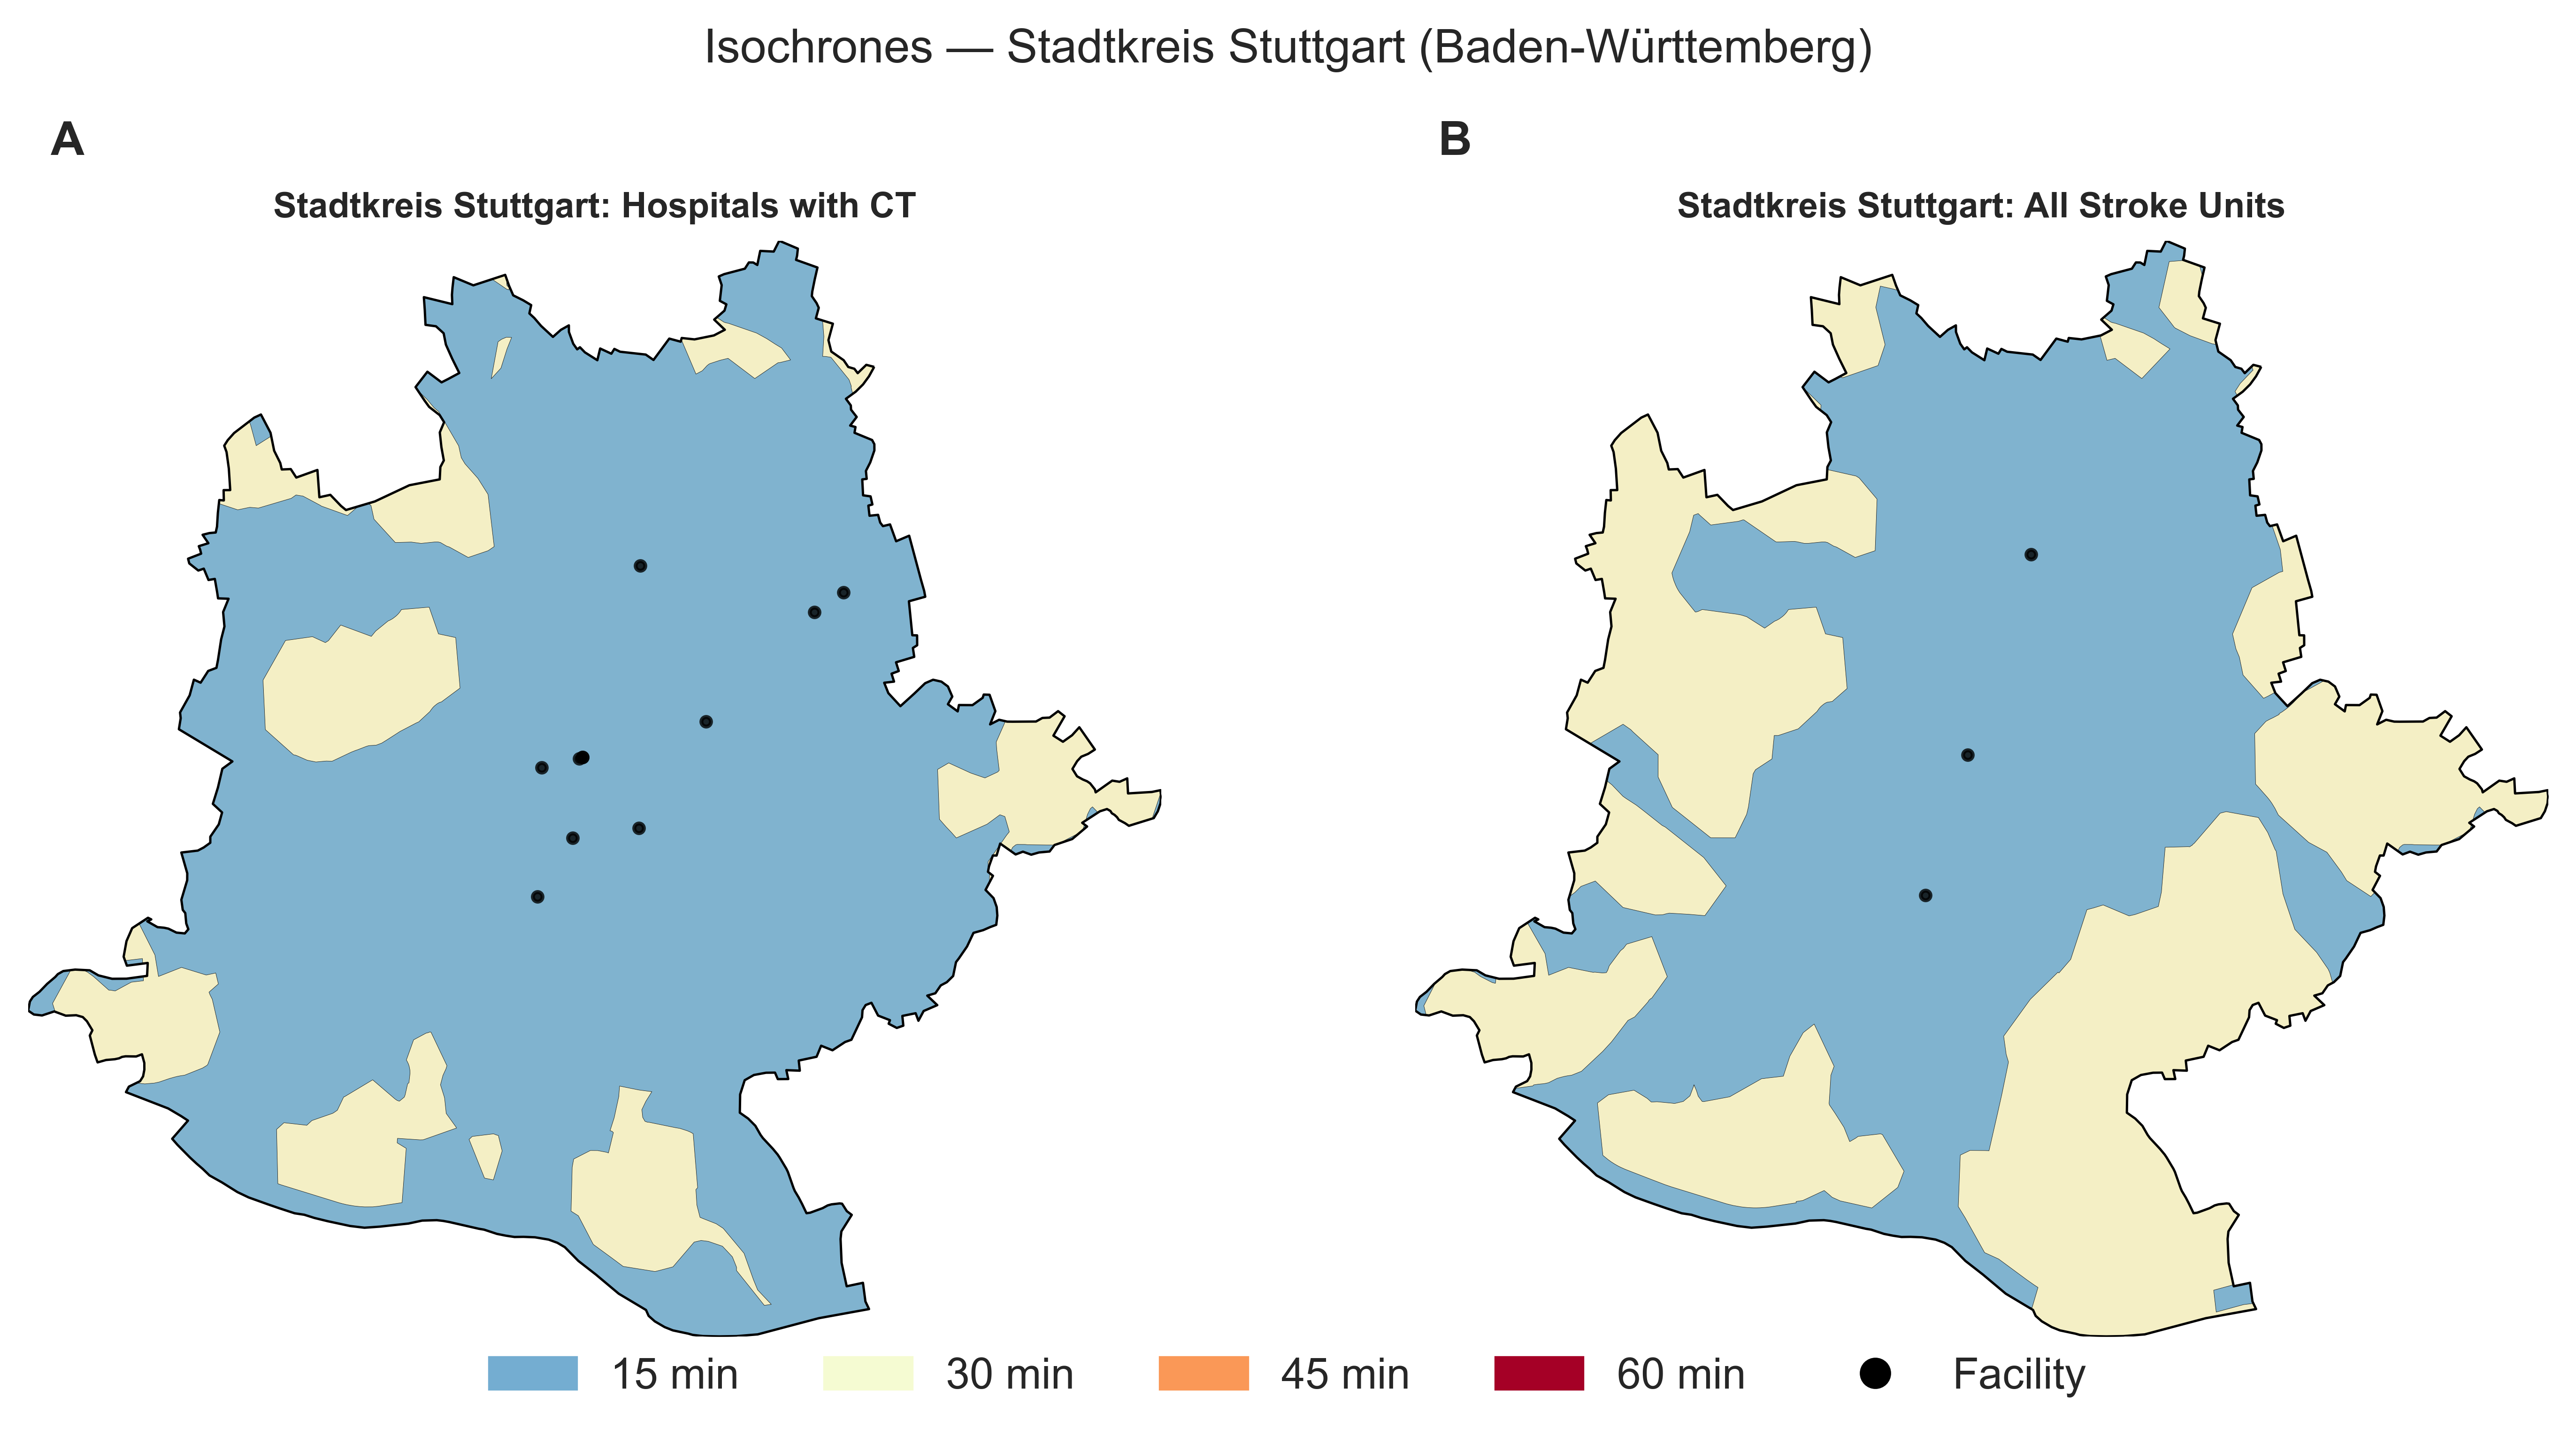 Isochrones — Stadtkreis Stuttgart (Baden-Württemberg)
A
Stadtkreis Stuttgart: Hospitals with CT
B
Stadtkreis Stuttgart: All Stroke Units
15 min
30 min
45 min
60 min
Facility